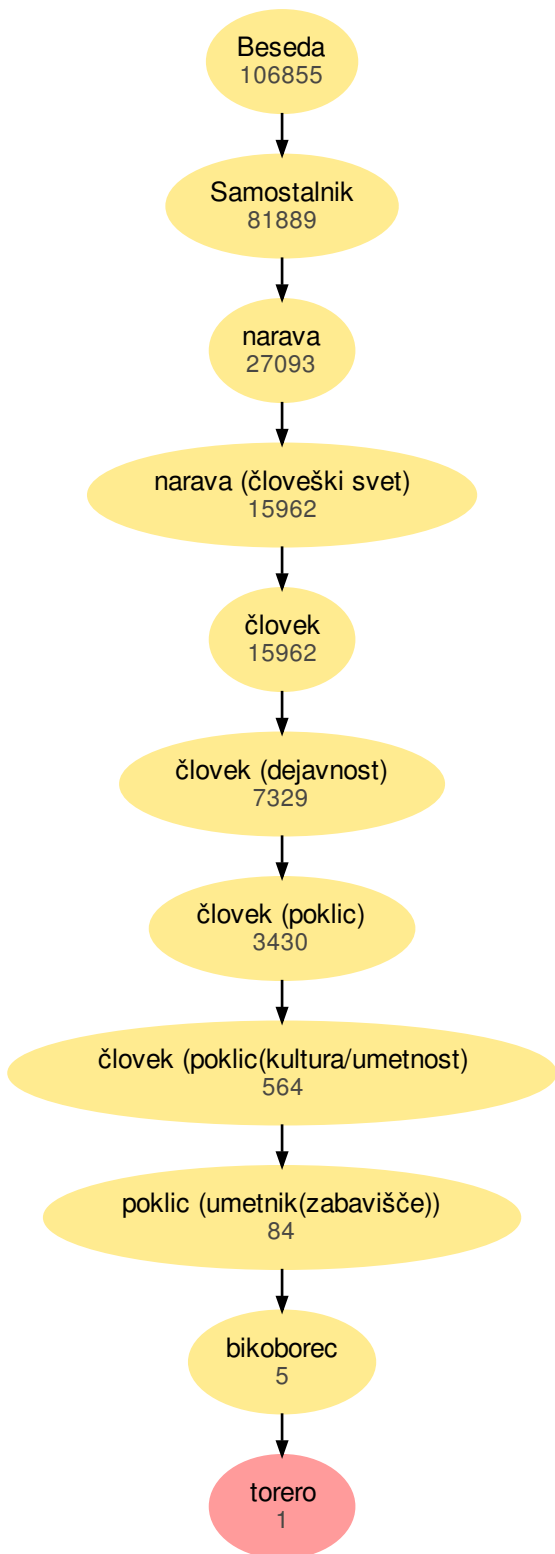 Beseda
106855
Samostalnik
81889
narava
27093
narava (človeški svet)
15962
človek
15962
človek (dejavnost)
7329
človek (poklic)
3430
človek (poklic(kultura/umetnost)
564
poklic (umetnik(zabavišče))
84
bikoborec
5
torero
1